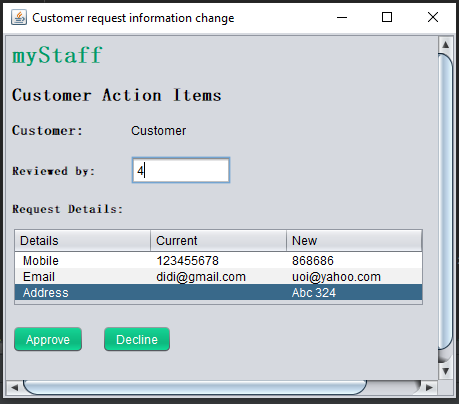 Customer request information change
myStaff
Customer Action Items
Customer: Customer
Reviewed by: 4
Request Details:
Details Current New
Mobile 123455678 868686
Email didi@gmail.com uoi@yahoo.com
Address Abc 324
Approve Decline